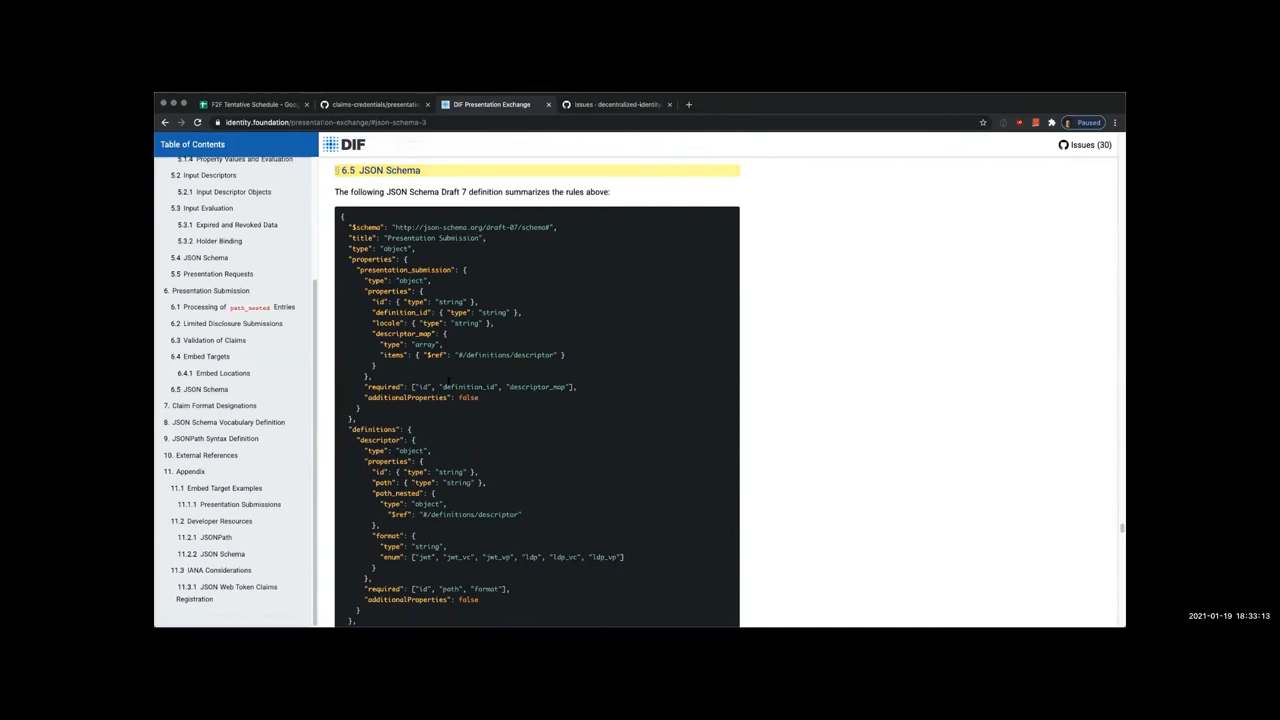 F2F Tentative Schedule - Goog
claims-credentials/presentatio
DIF Presentation Exchange
Issues · decentralized-identity
identity.foundation/presentation-exchange/#json-schema-3
Paused
Table of Contents
5.1.4 Property Values and Evaluation
5.2 Input Descriptors
5.2.1 Input Descriptor Objects
5.3 Input Evaluation
5.3.1 Expired and Revoked Data
5.3.2 Holder Binding
5.4 JSON Schema
5.5 Presentation Requests
6. Presentation Submission
6.1 Processing of path_nested Entries
6.2 Limited Disclosure Submissions
6.3 Validation of Claims
6.4 Embed Targets
6.4.1 Embed Locations
6.5 JSON Schema
7. Claim Format Designations
8. JSON Schema Vocabulary Definition
9. JSONPath Syntax Definition
10. External References
11. Appendix
11.1 Embed Target Examples
11.1.1 Presentation Submissions
11.2 Developer Resources
11.2.1 JSONPath
11.2.2 JSON Schema
11.3 IANA Considerations
11.3.1 JSON Web Token Claims
Registration
DIF
Issues (30)
§ 6.5 JSON Schema
The following JSON Schema Draft 7 definition summarizes the rules above:
{
"$schema": "http://json-schema.org/draft-07/schema#",
"title": "Presentation Submission",
"type": "object",
"properties": {
"presentation_submission": {
"type": "object",
"properties": {
"id": { "type": "string" },
"definition_id": { "type": "string" },
"locale": { "type": "string" },
"descriptor_map": {
"type": "array",
"items": { "$ref": "#/definitions/descriptor" }
}
},
"required": ["id", "definition_id", "descriptor_map"],
"additionalProperties": false
}
},
"definitions": {
"descriptor": {
"type": "object",
"properties": {
"id": { "type": "string" },
"path": { "type": "string" },
"path_nested": {
"type": "object",
"$ref": "#/definitions/descriptor"
},
"format": {
"type": "string",
"enum": ["jwt", "jwt_vc", "jwt_vp", "ldp", "ldp_vc", "ldp_vp"]
}
},
"required": ["id", "path", "format"],
"additionalProperties": false
}
},
2021-01-19 18:33:13